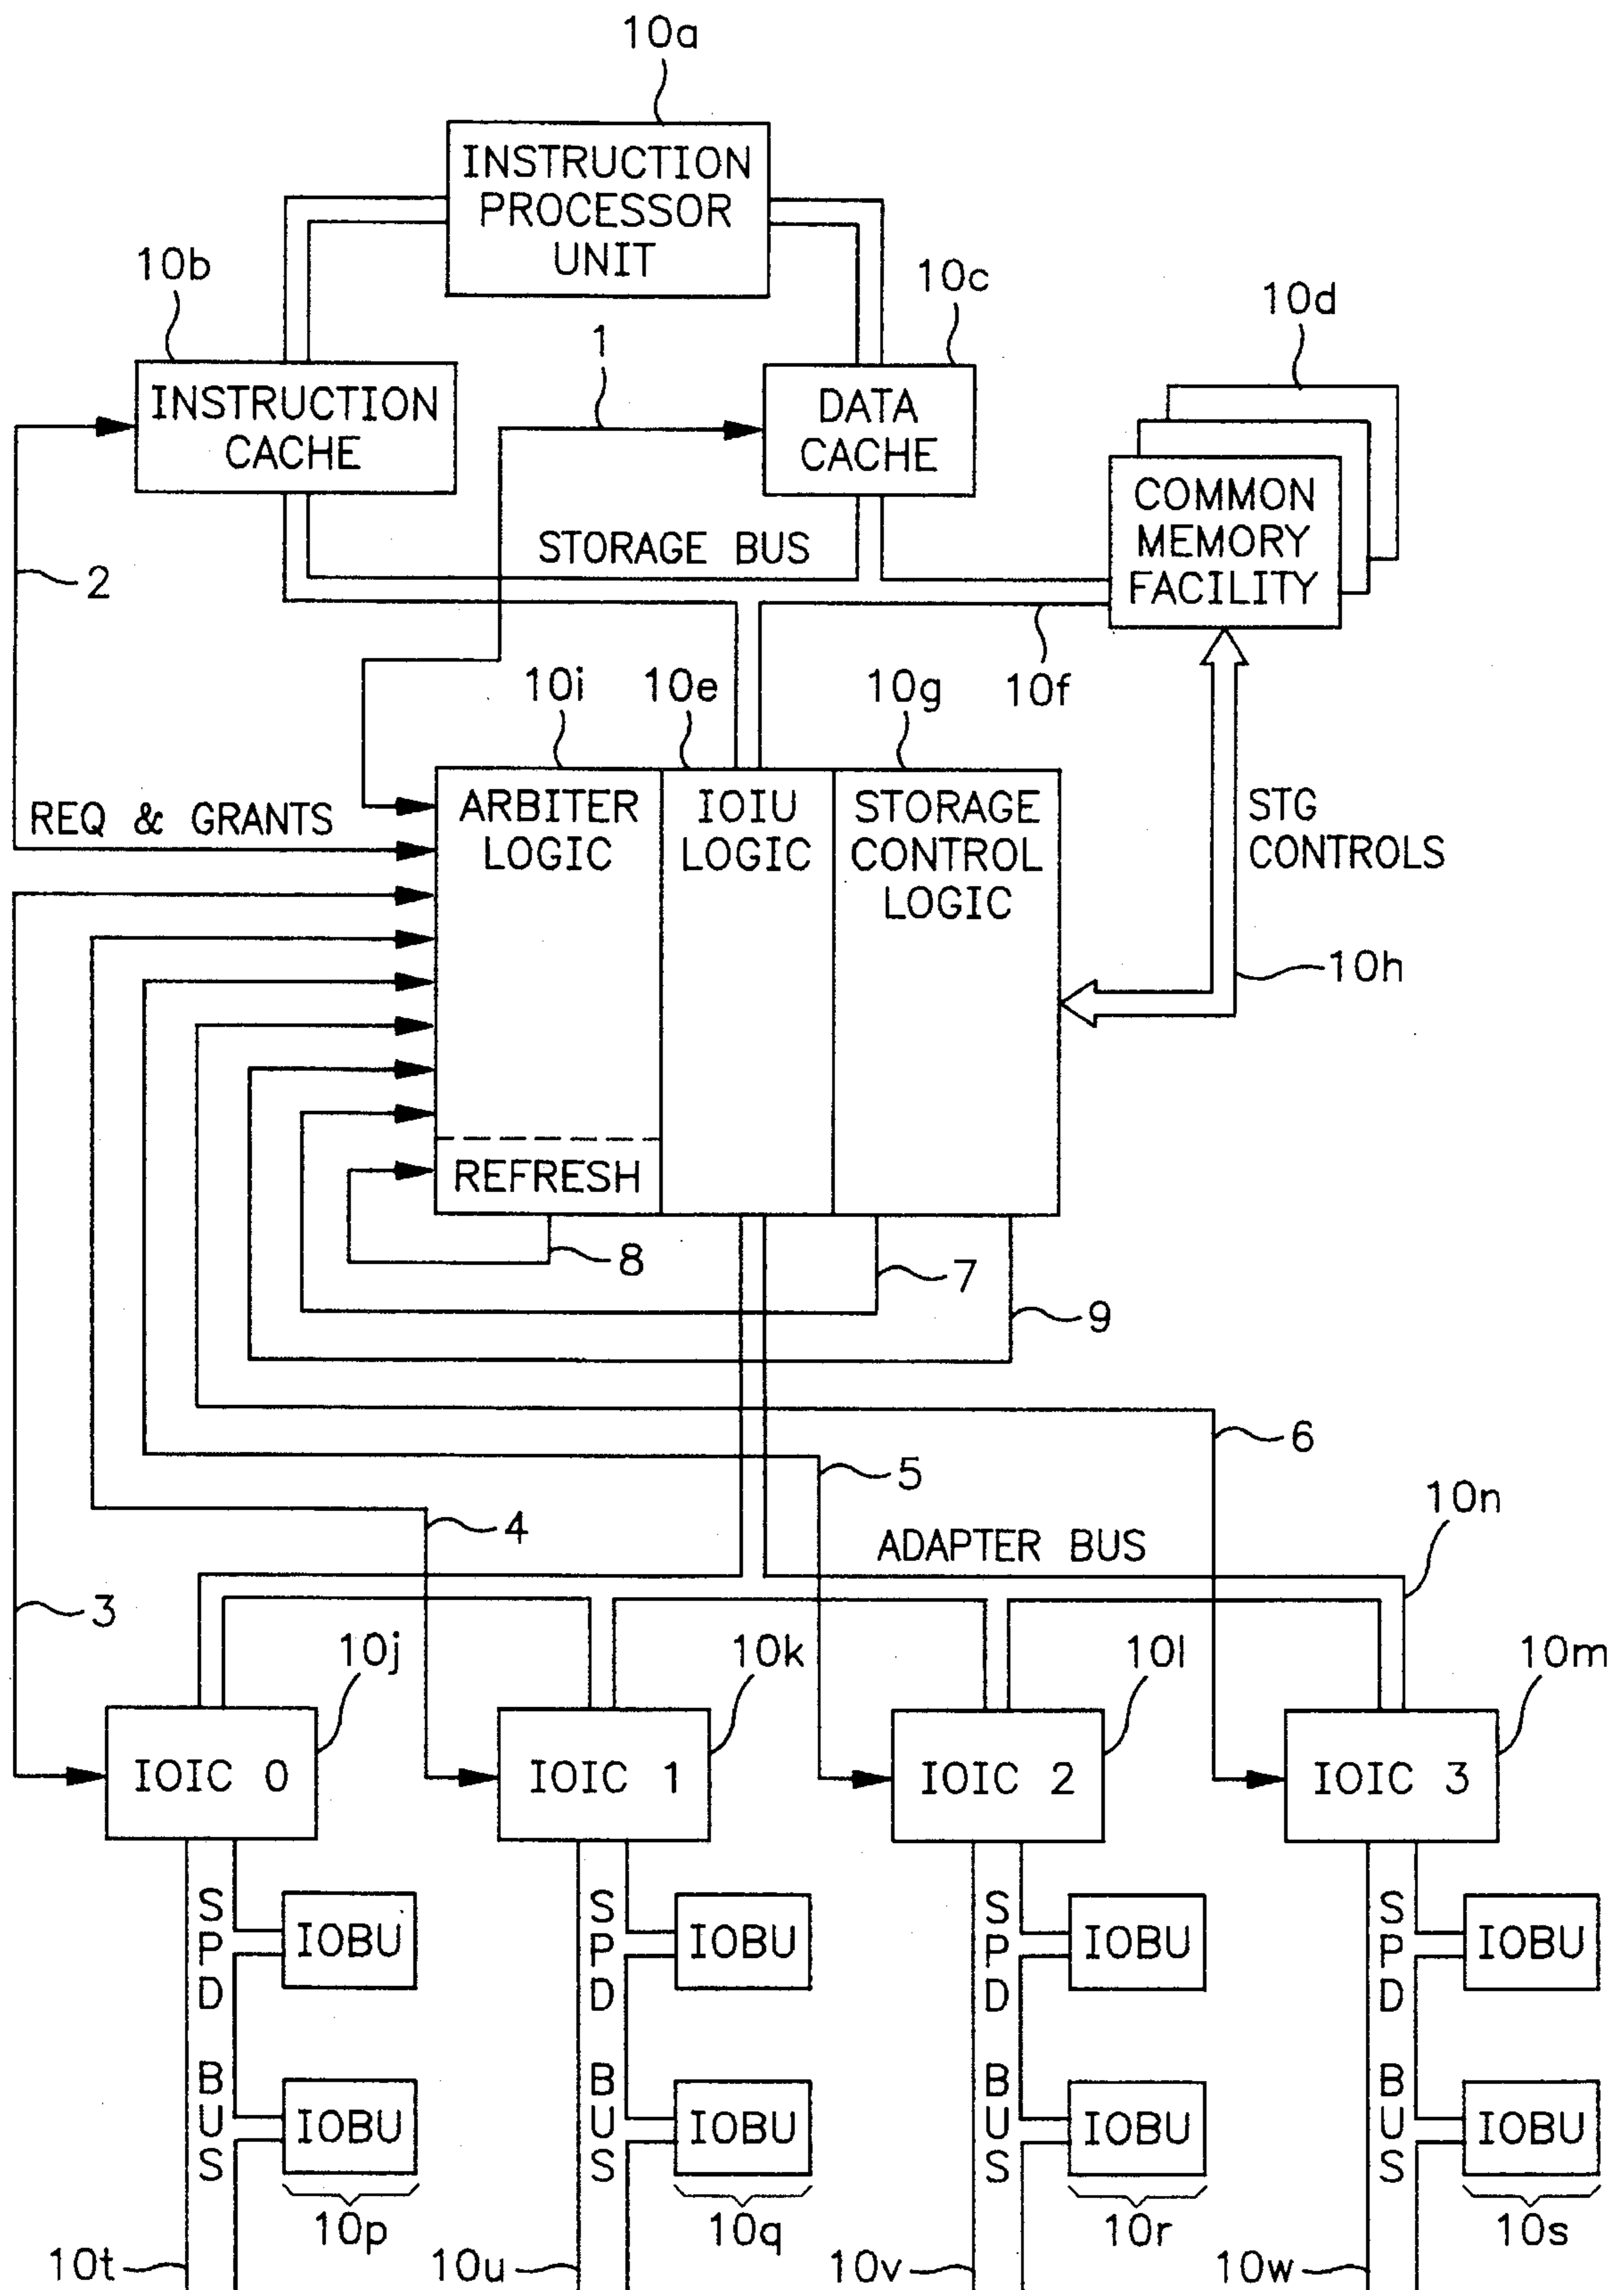 10a
INSTRUCTION
PROCESSOR
UNIT
10b
10c
10d
1
INSTRUCTION
CACHE
DATA
CACHE
COMMON
MEMORY
FACILITY
STORAGE BUS
2
10f
10i
10e
10g
REQ & GRANTS
ARBITER
LOGIC
IOIU
LOGIC
STORAGE
CONTROL
LOGIC
STG
CONTROLS
10h
REFRESH
8
7
9
6
5
4
10n
ADAPTER BUS
3
10j
10k
10l
10m
IOIC 0
IOIC 1
IOIC 2
IOIC 3
SPD BUS
SPD BUS
SPD BUS
SPD BUS
IOBU
IOBU
IOBU
IOBU
IOBU
IOBU
IOBU
IOBU
10p
10q
10r
10s
10t
10u
10v
10w